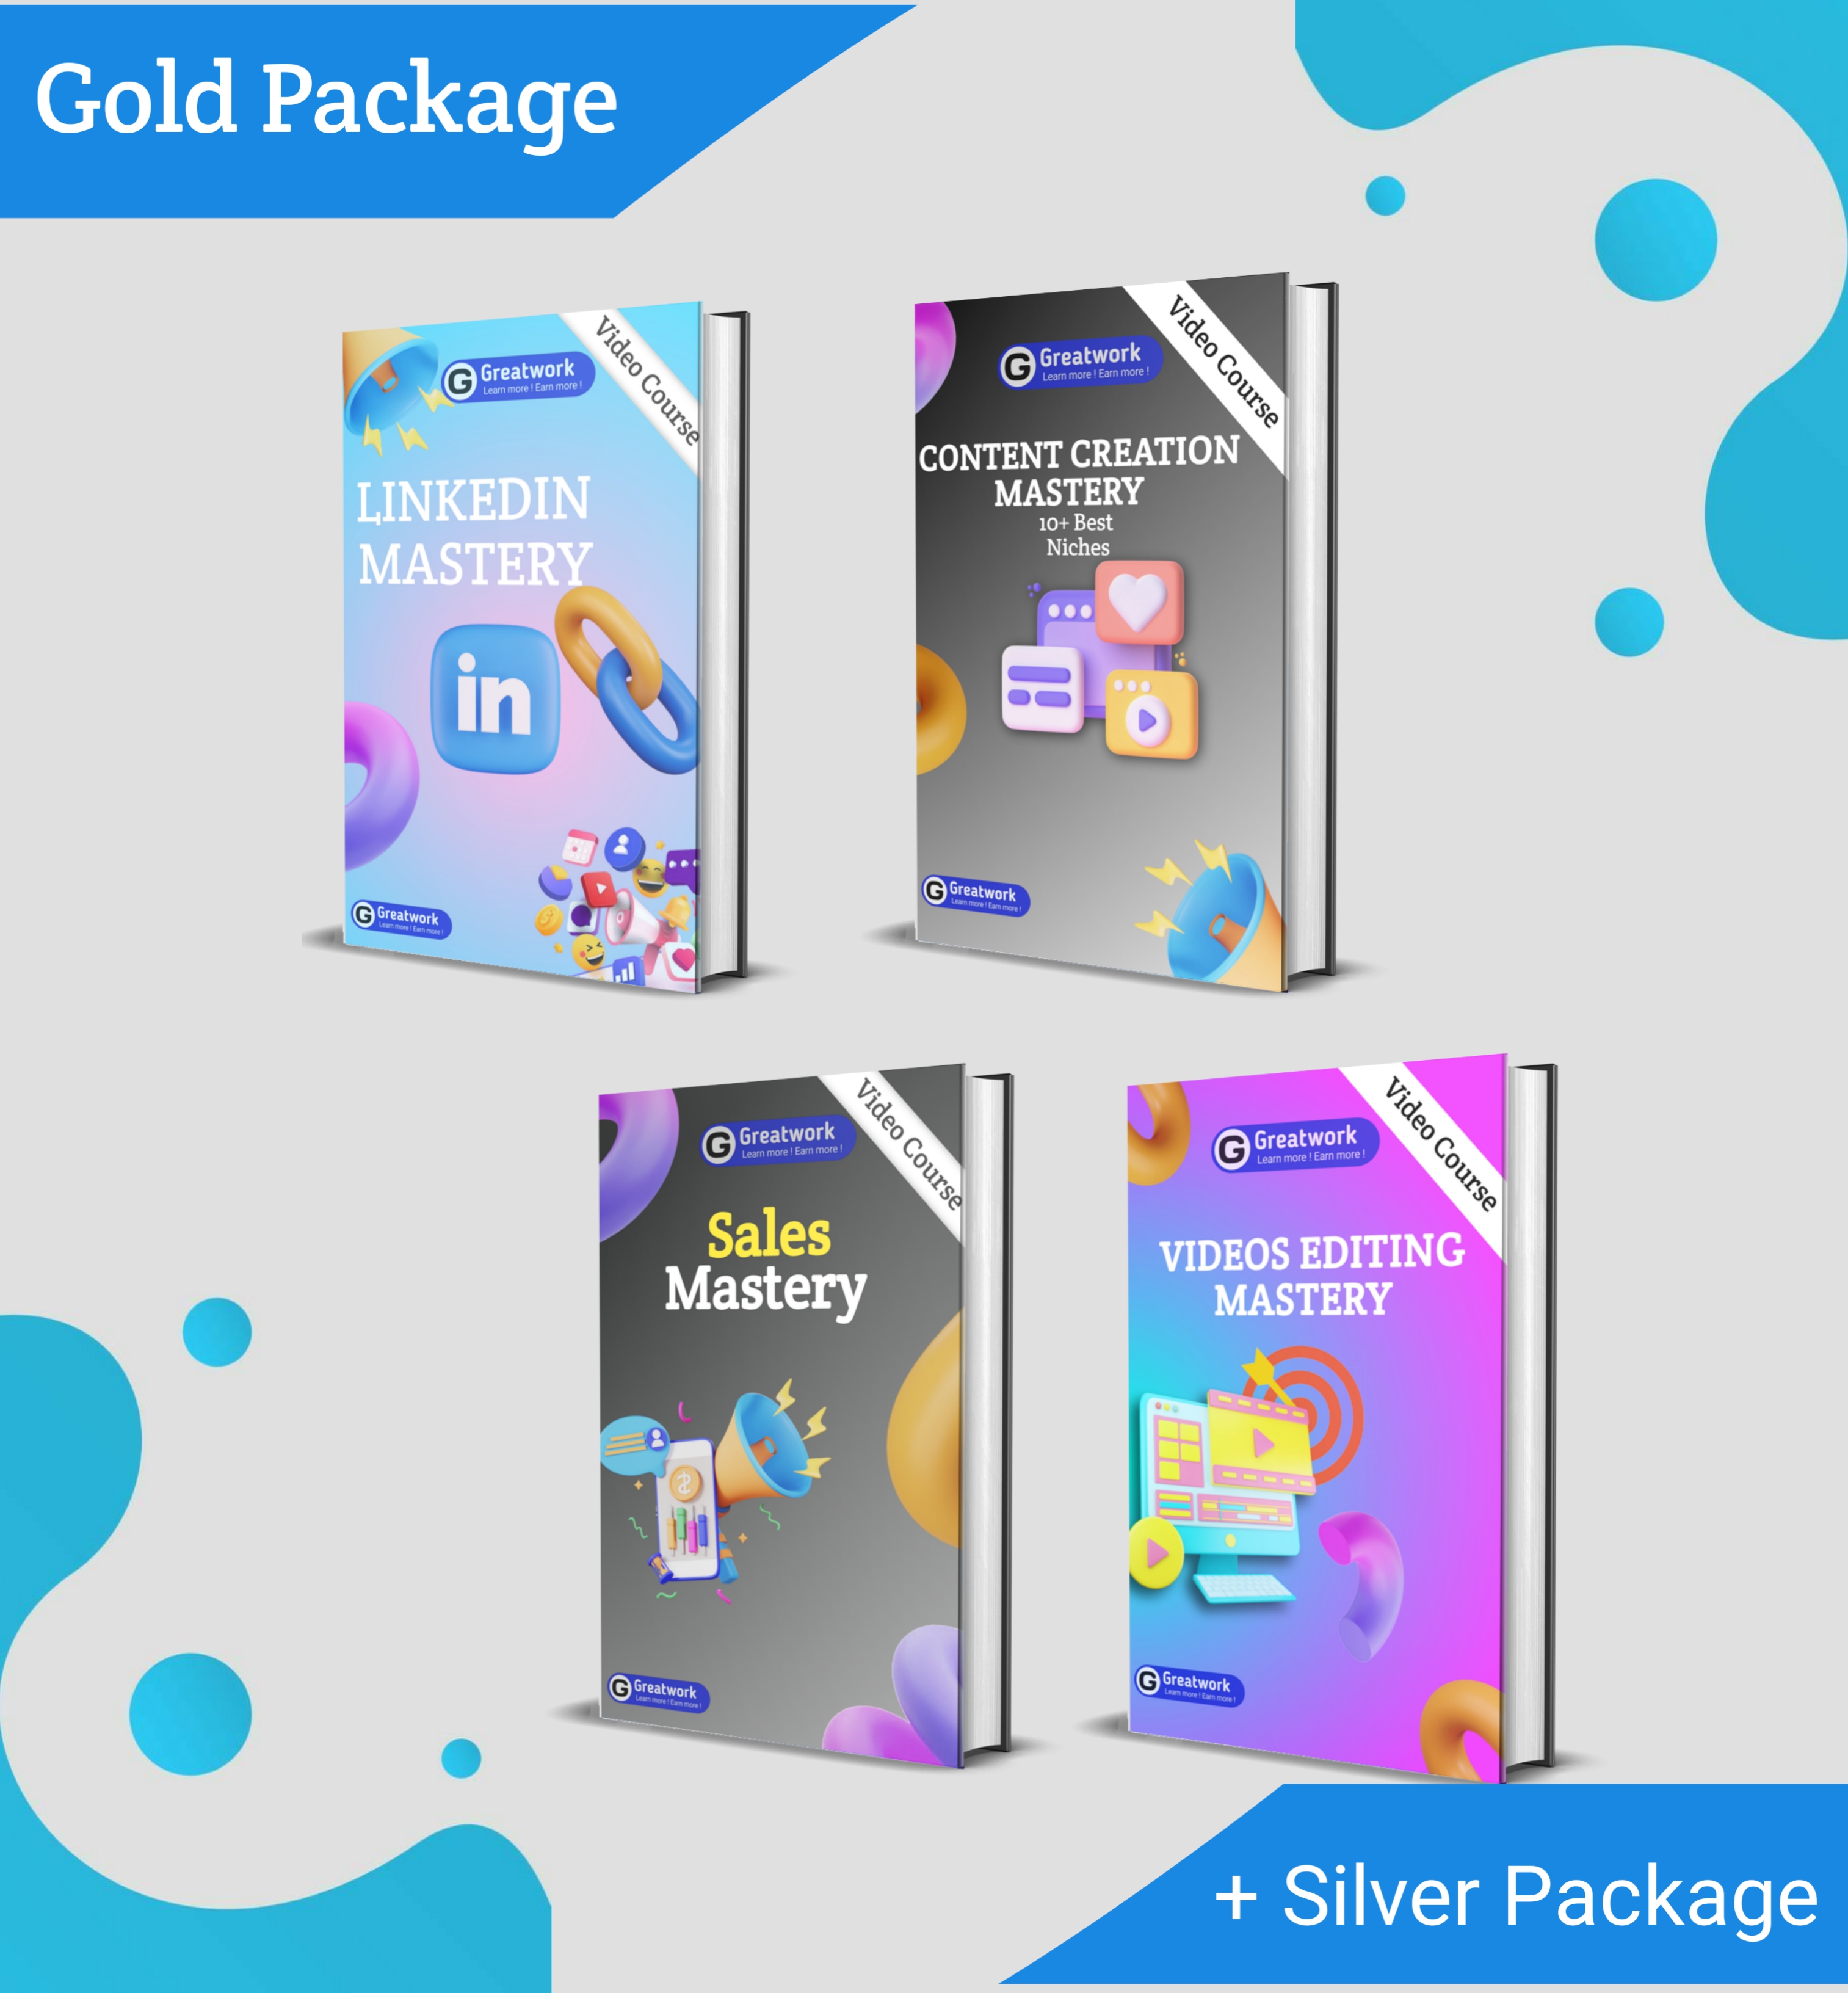 Gold Package
Video Course
G Greatwork
Learn more ! Earn more !
LINKEDIN
MASTERY
in
G Greatwork
Learn more ! Earn more !
Video Course
G Greatwork
Learn more ! Earn more !
CONTENT CREATION
MASTERY
10+ Best
Niches
G Greatwork
Learn more ! Earn more !
Video Course
G Greatwork
Learn more ! Earn more !
Sales
Mastery
$
G Greatwork
Learn more ! Earn more !
Video Course
G Greatwork
Learn more ! Earn more !
VIDEOS EDITING
MASTERY
G Greatwork
Learn more ! Earn more !
+ Silver Package